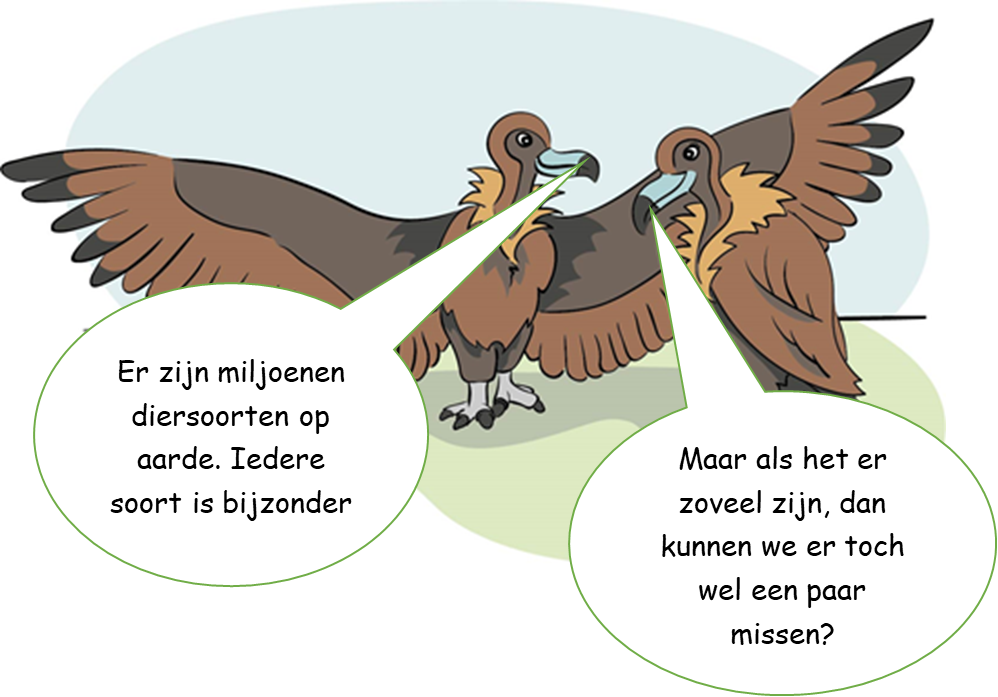 Er zijn miljoenen
diersoorten op
aarde. Iedere
soort is bijzonder
Maar als het er
zoveel zijn, dan
kunnen we er toch
wel een paar
missen?